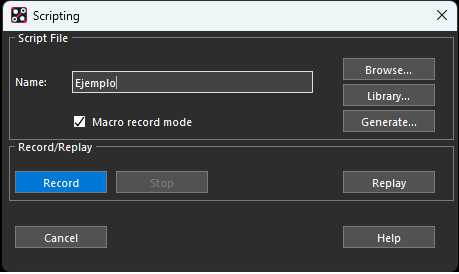 Scripting
Script File
Browse...
Name: Ejemplo
Library...
Macro record mode
Generate...
Record/Replay
Record Stop Replay
Cancel Help